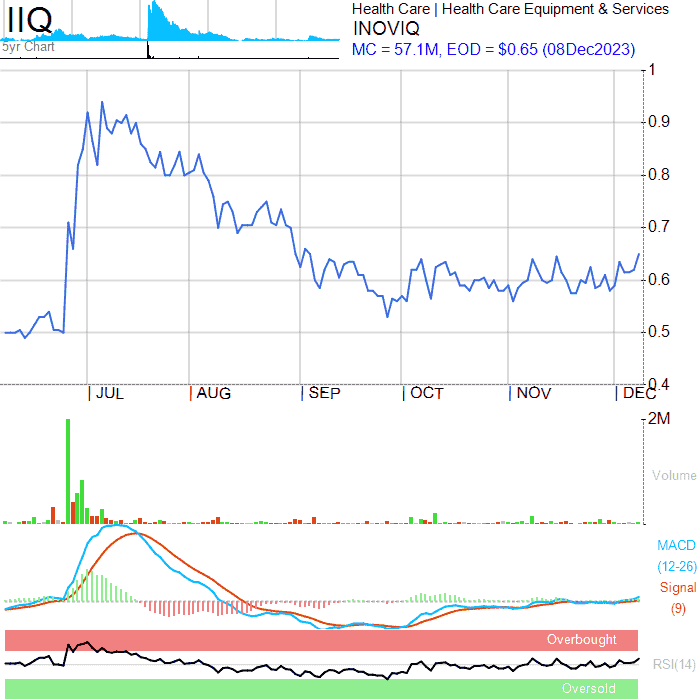 IIQ
5yr Chart
Health Care | Health Care Equipment & Services
INOVIQ
MC = 57.1M, EOD = $0.65 (08Dec2023)
1
0.9
0.8
0.7
0.6
0.5
0.4
JUL AUG SEP OCT NOV DEC
2M
Volume
MACD
(12-26)
Signal
(9)
Overbought
RSI(14)
Oversold